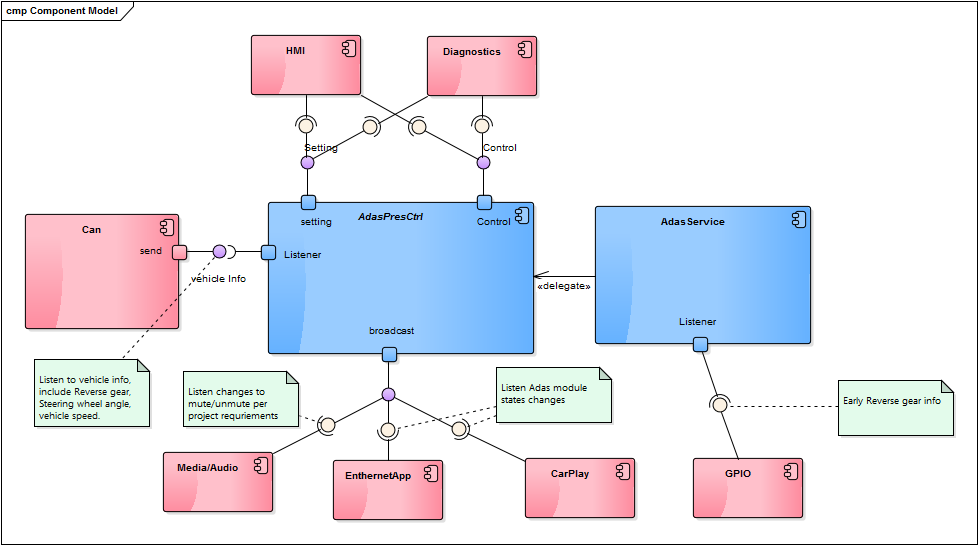 cmp Component Model
HMI
Diagnostics
Setting
Control
setting
AdasPresCtrl
Control
AdasService
Can
send
Listener
vehicle Info
«delegate»
Listener
broadcast
Listen to vehicle info,
include Reverse gear,
Steering wheel angle,
vehicle speed.
Listen changes to
mute/unmute per
project requriements
Listen Adas module
states changes
Early Reverse gear info
Media/Audio
EnthernetApp
CarPlay
GPIO